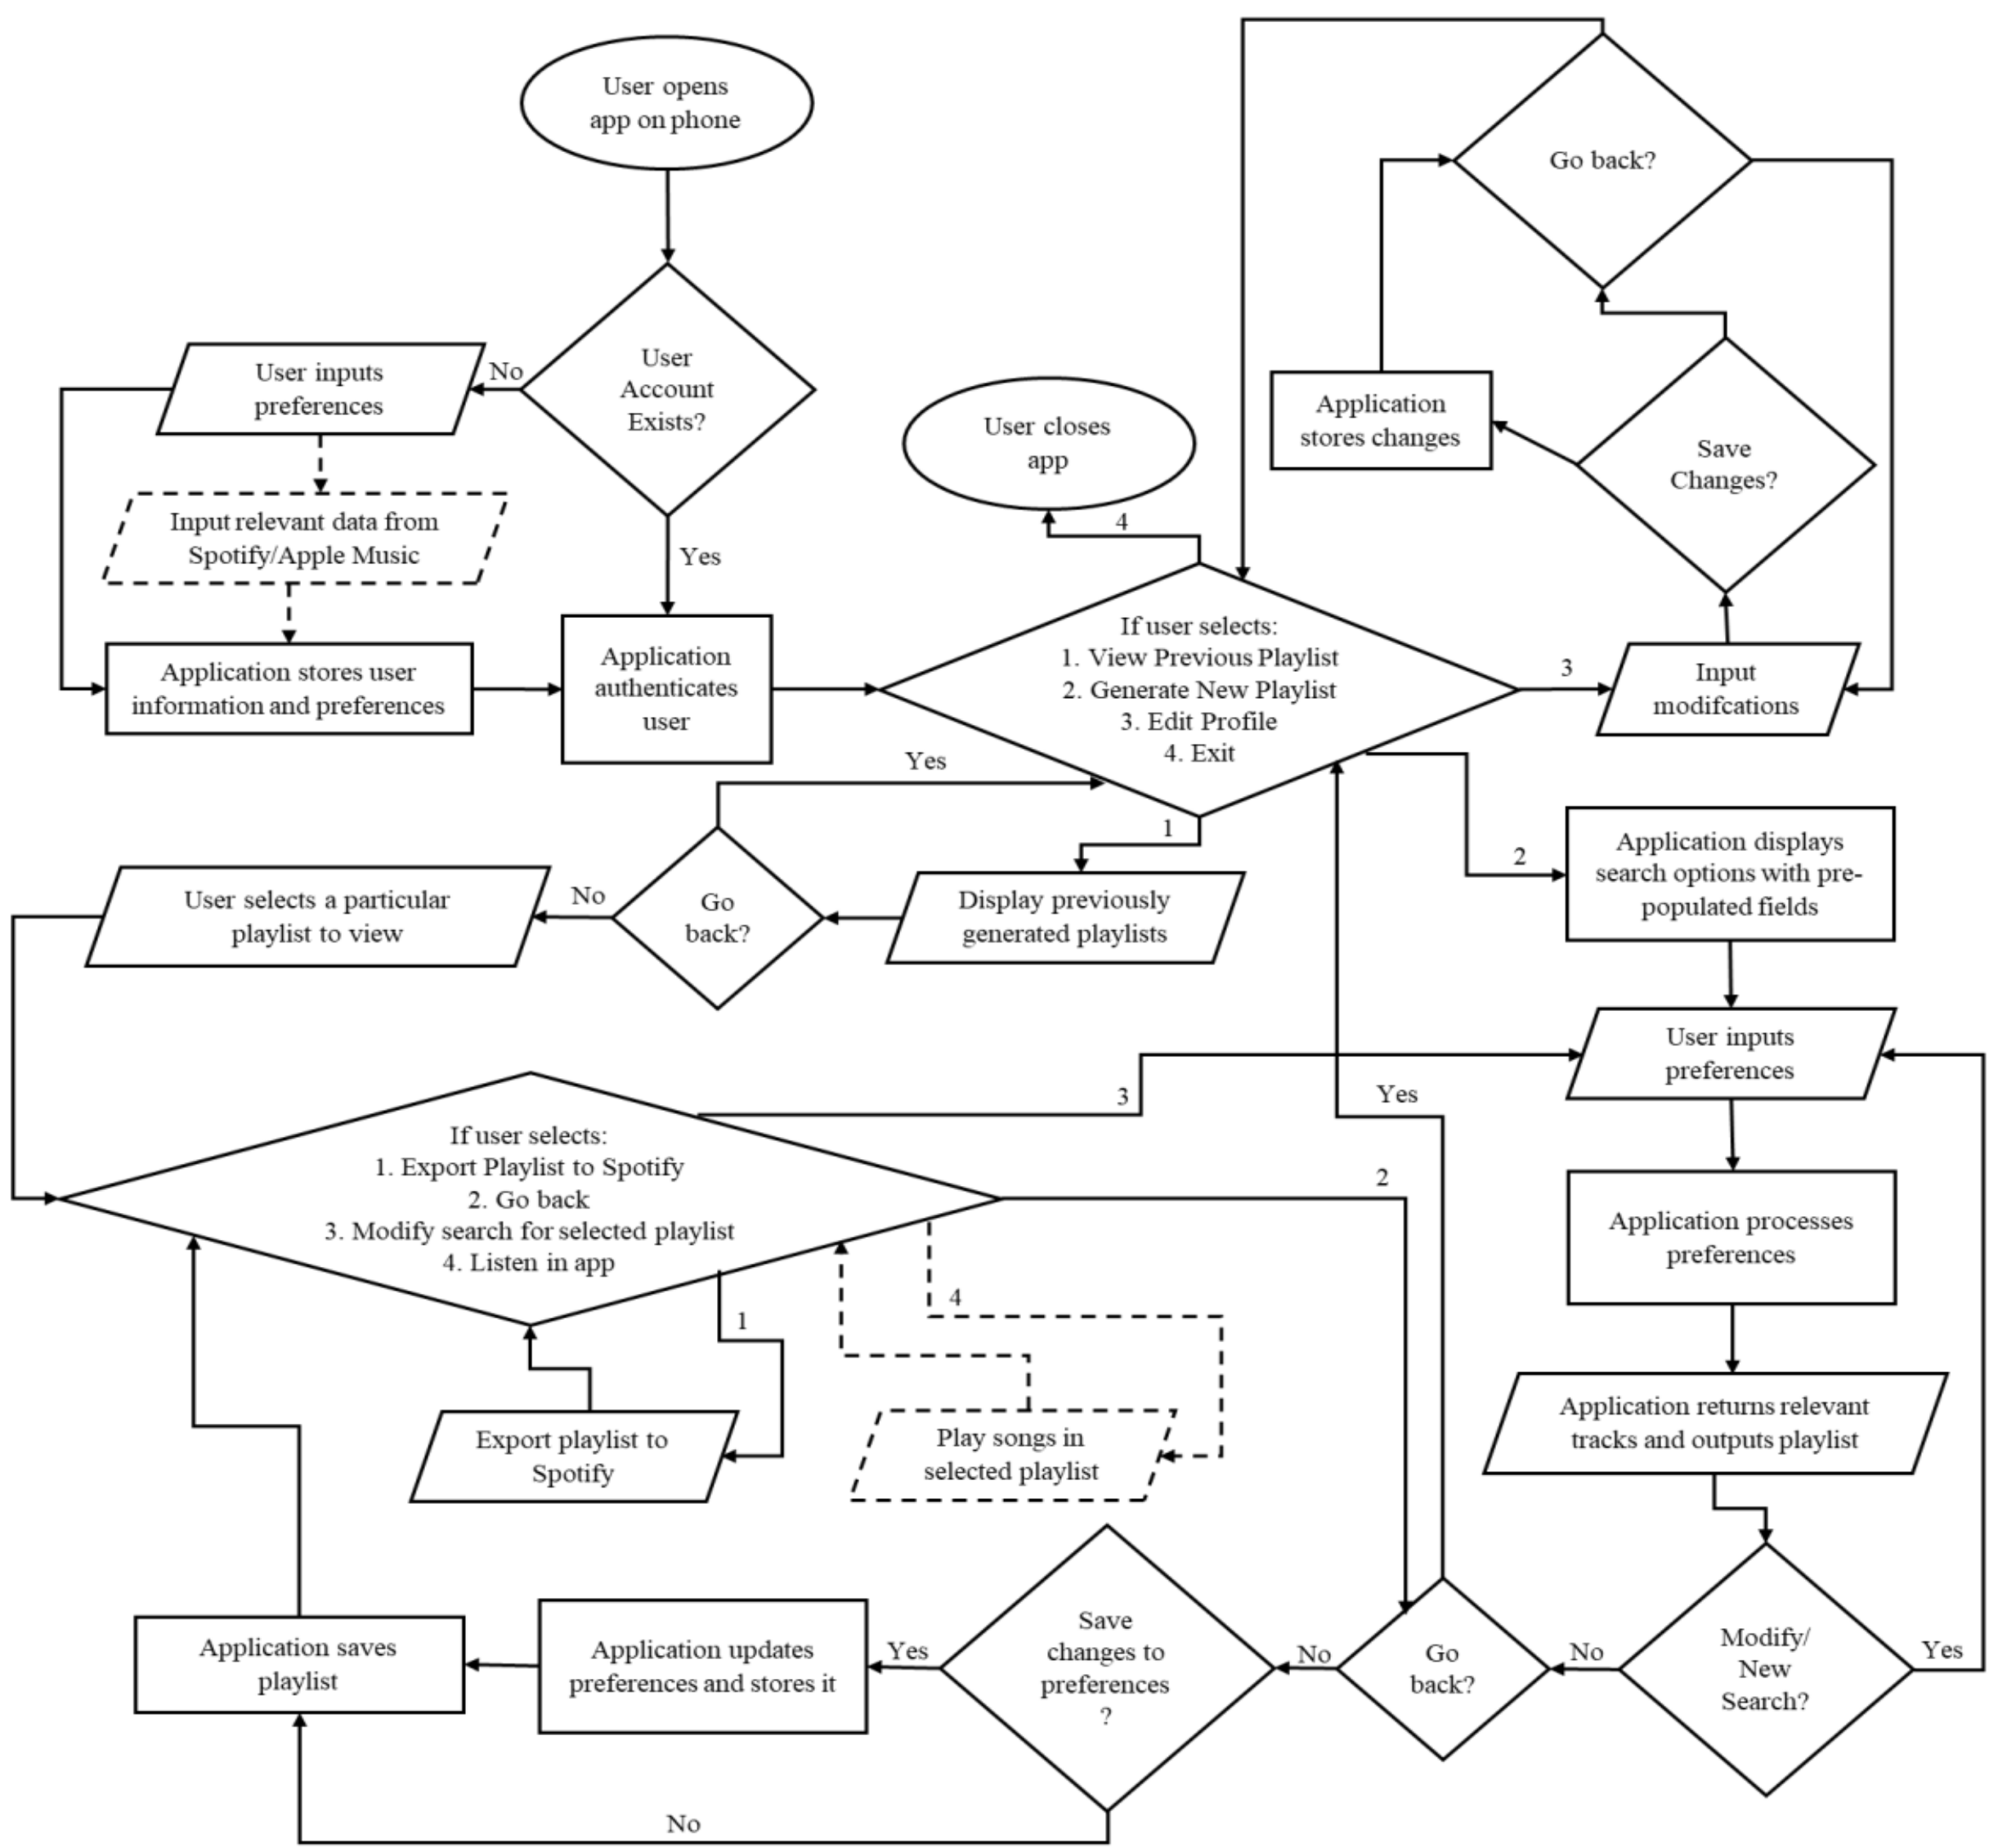 User opens
app on phone
Go back?
User
Account
Exists?
No
User inputs
preferences
Input relevant data from
Spotify/Apple Music
Yes
Application stores user
information and preferences
Application
authenticates
user
User closes
app
4
Application
stores changes
Save
Changes?
If user selects:
1. View Previous Playlist
2. Generate New Playlist
3. Edit Profile
4. Exit
3
Input
modifcations
Yes
1
2
Application displays
search options with pre-
populated fields
User selects a particular
playlist to view
No
Go
back?
Display previously
generated playlists
User inputs
preferences
3
Yes
If user selects:
1. Export Playlist to Spotify
2. Go back
3. Modify search for selected playlist
4. Listen in app
2
Application processes
preferences
4
1
Export playlist to
Spotify
Play songs in
selected playlist
Application returns relevant
tracks and outputs playlist
Application saves
playlist
Application updates
preferences and stores it
Yes
Save
changes to
preferences
?
No
Go
back?
No
Modify/
New
Search?
Yes
No